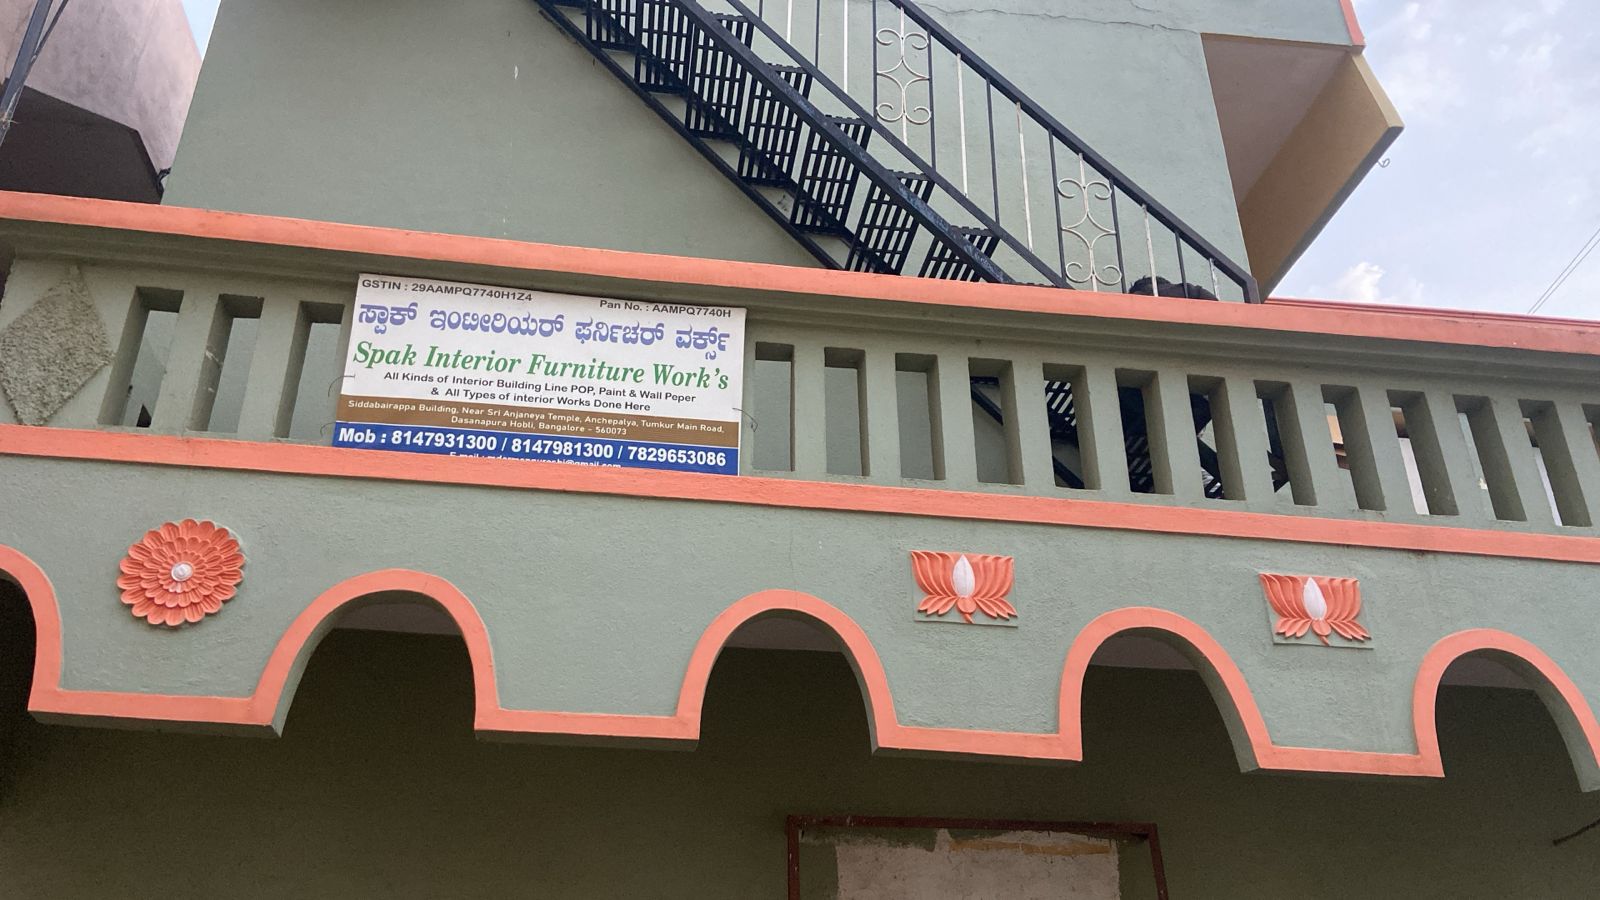 GSTIN : 29AAMPQ7740H1Z4
Pan No. : AAMPQ7740H
ಸ್ಪಾಕ್ ಇಂಟೀರಿಯರ್ ಫರ್ನಿಚರ್ ವರ್ಕ್ಸ್
Spak Interior Furniture Work's
All Kinds of Interior Building Line POP, Paint & Wall Peper
& All Types of interior Works Done Here
Siddabairappa Building, Near Sri Anjaneya Temple, Anchepalya, Tumkur Main Road,
Dasanapura Hobli, Bangalore - 560073
Mob : 8147931300 / 8147981300 / 7829653086
E-mail :